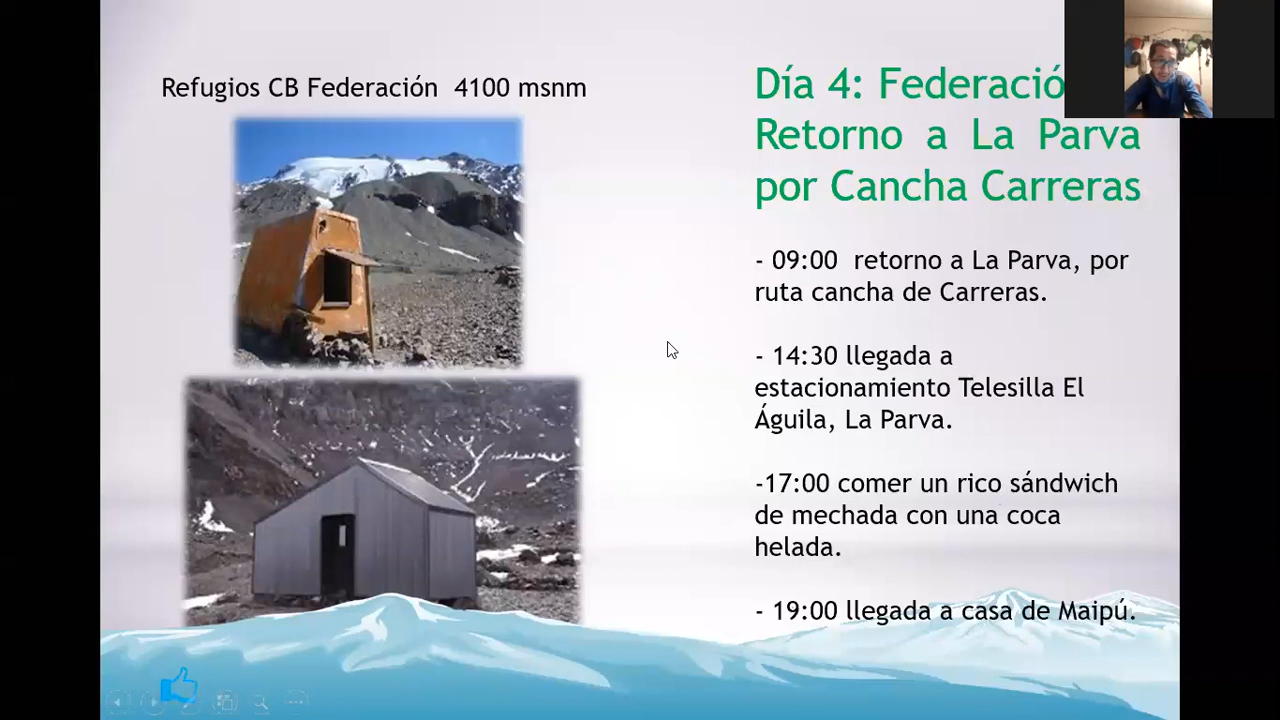 Refugios CB Federación 4100 msnm
Día 4: Federació
Retorno a La Parva
por Cancha Carreras
- 09:00 retorno a La Parva, por
ruta cancha de Carreras.
- 14:30 llegada a
estacionamiento Telesilla El
Águila, La Parva.
-17:00 comer un rico sándwich
de mechada con una coca
helada.
- 19:00 llegada a casa de Maipú.